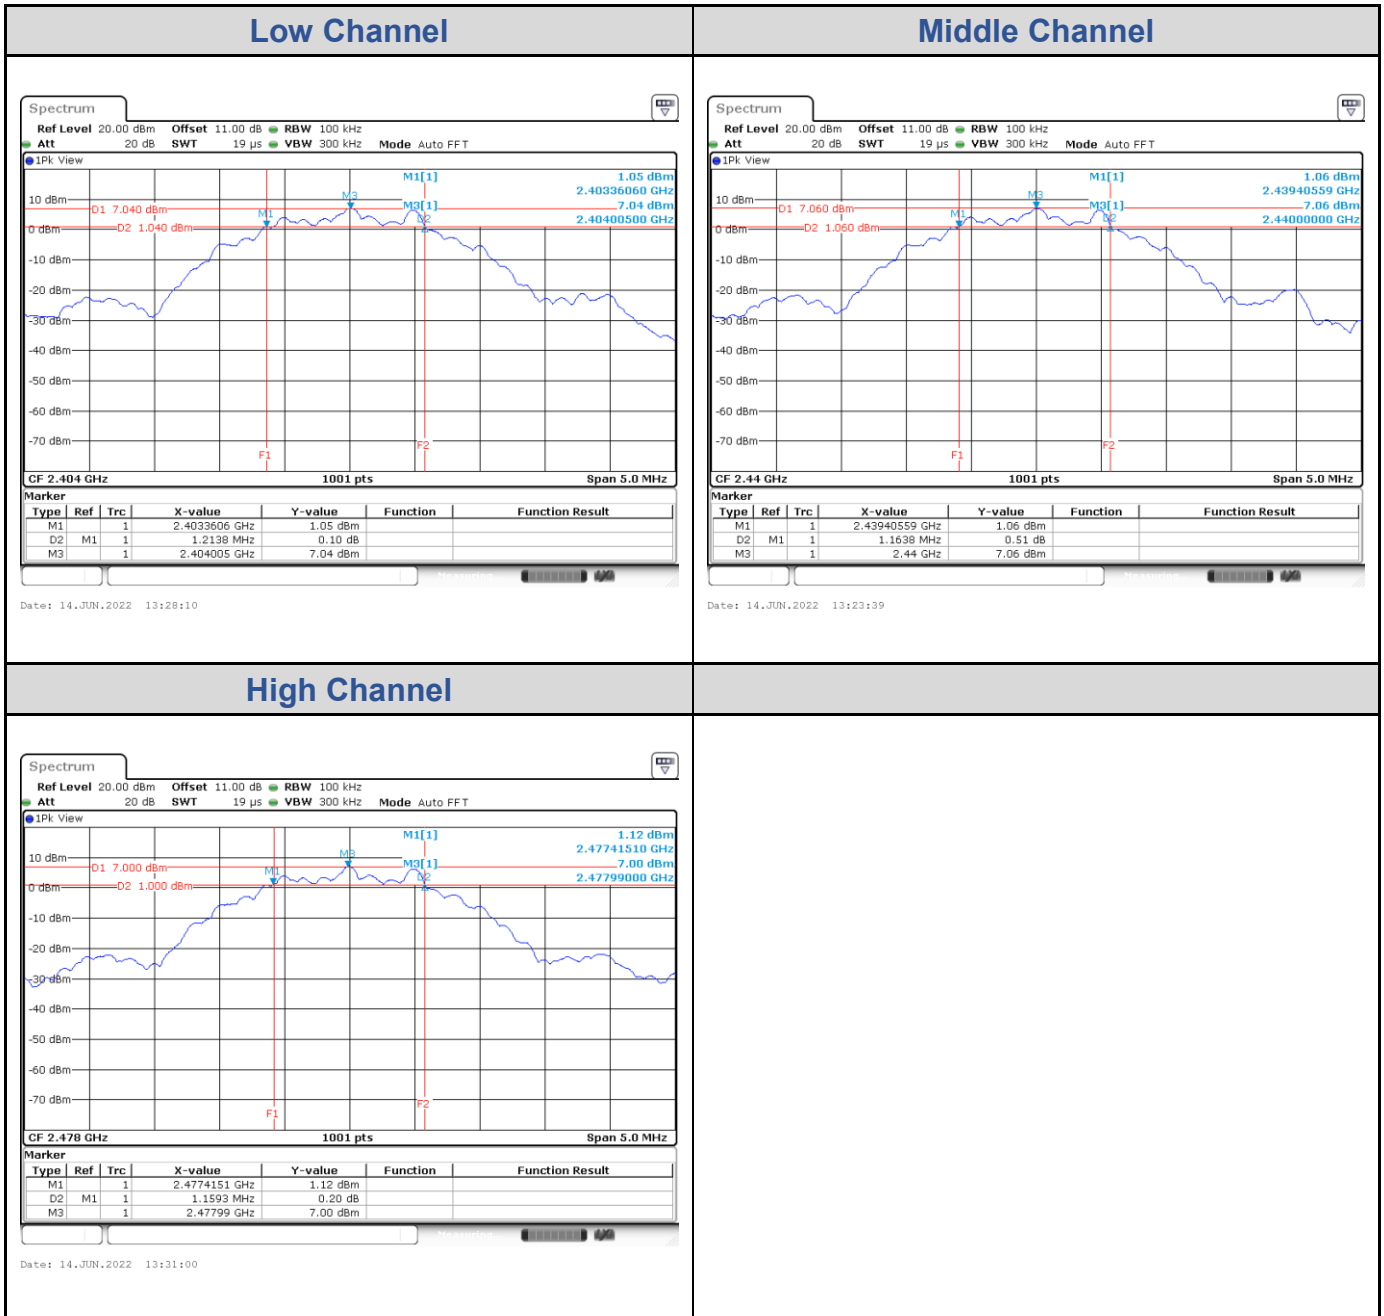 Low Channel
Middle Channel
Spectrum
Ref Level 20.00 dBm Offset 11.00 dB RBW 100 kHz
Att 20 dB SWT 19 µs VBW 300 kHz Mode Auto FFT
1Pk View
M1[1] 1.05 dBm
2.40336060 GHz
M3[1] 7.04 dBm
2.40400500 GHz
10 dBm
D1 7.040 dBm
M3
M1
D2
D2 1.040 dBm
0 dBm
-10 dBm
-20 dBm
-30 dBm
-40 dBm
-50 dBm
-60 dBm
-70 dBm
F1
F2
CF 2.404 GHz 1001 pts Span 5.0 MHz
Marker
Type Ref Trc X-value Y-value Function Function Result
M1 1 2.4033606 GHz 1.05 dBm
D2 M1 1 1.2138 MHz 0.10 dB
M3 1 2.404005 GHz 7.04 dBm
Measuring
Date: 14.JUN.2022 13:28:10
Spectrum
Ref Level 20.00 dBm Offset 11.00 dB RBW 100 kHz
Att 20 dB SWT 19 µs VBW 300 kHz Mode Auto FFT
1Pk View
M1[1] 1.06 dBm
2.43940559 GHz
M3[1] 7.06 dBm
2.44000000 GHz
10 dBm
D1 7.060 dBm
M3
M1
D2
D2 1.060 dBm
0 dBm
-10 dBm
-20 dBm
-30 dBm
-40 dBm
-50 dBm
-60 dBm
-70 dBm
F1
F2
CF 2.44 GHz 1001 pts Span 5.0 MHz
Marker
Type Ref Trc X-value Y-value Function Function Result
M1 1 2.43940559 GHz 1.06 dBm
D2 M1 1 1.1638 MHz 0.51 dB
M3 1 2.44 GHz 7.06 dBm
Measuring
Date: 14.JUN.2022 13:23:39
High Channel
Spectrum
Ref Level 20.00 dBm Offset 11.00 dB RBW 100 kHz
Att 20 dB SWT 19 µs VBW 300 kHz Mode Auto FFT
1Pk View
M1[1] 1.12 dBm
2.47741510 GHz
M3[1] 7.00 dBm
2.47799000 GHz
10 dBm
D1 7.000 dBm
M3
M1
D2
D2 1.000 dBm
0 dBm
-10 dBm
-20 dBm
-30 dBm
-40 dBm
-50 dBm
-60 dBm
-70 dBm
F1
F2
CF 2.478 GHz 1001 pts Span 5.0 MHz
Marker
Type Ref Trc X-value Y-value Function Function Result
M1 1 2.4774151 GHz 1.12 dBm
D2 M1 1 1.1593 MHz 0.20 dB
M3 1 2.47799 GHz 7.00 dBm
Measuring
Date: 14.JUN.2022 13:31:00